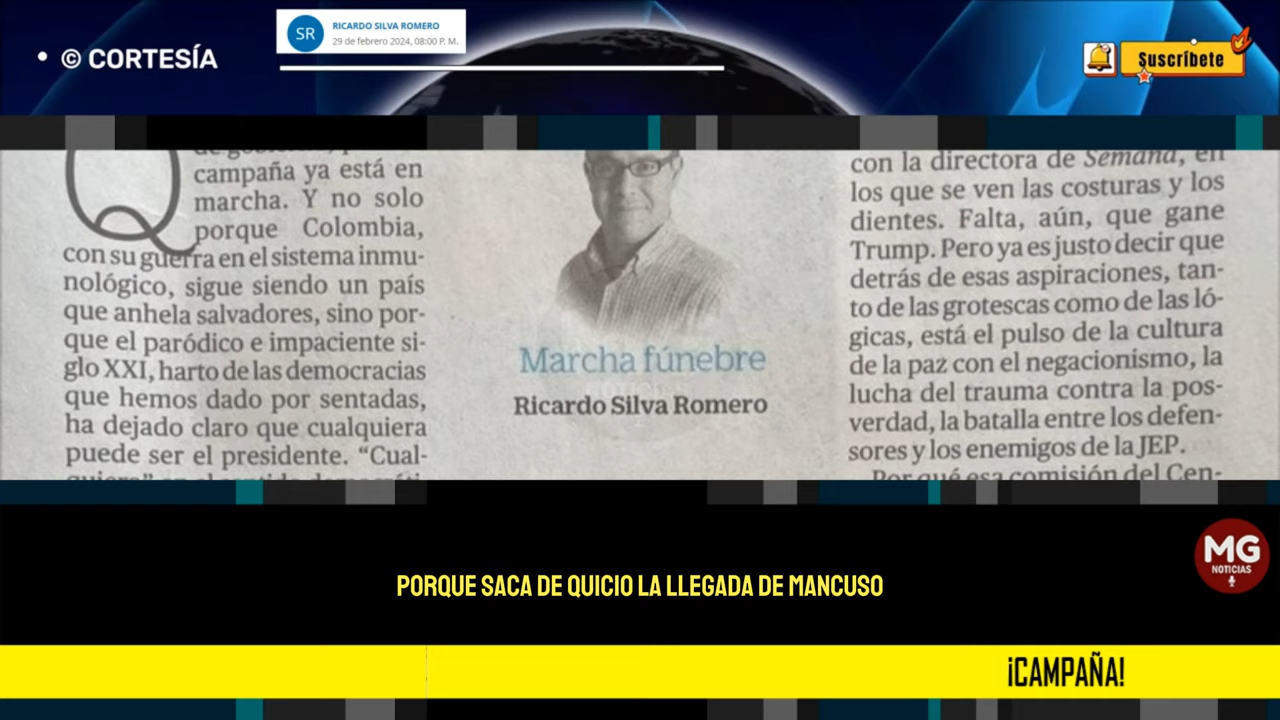 • © CORTESÍA
SR
RICARDO SILVA ROMERO
29 de febrero 2024, 08:00 P. M.
Suscríbete
Q
campaña ya está en
marcha. Y no solo
porque Colombia,
con su guerra en el sistema inmu-
nológico, sigue siendo un país
que anhela salvadores, sino por-
que el paródico e impaciente si-
glo XXI, harto de las democracias
que hemos dado por sentadas,
ha dejado claro que cualquiera
puede ser el presidente. “Cual-
Marcha fúnebre
Ricardo Silva Romero
con la directora de Semana, en
los que se ven las costuras y los
dientes. Falta, aún, que gane
Trump. Pero ya es justo decir que
detrás de esas aspiraciones, tan-
to de las grotescas como de las ló-
gicas, está el pulso de la cultura
de la paz con el negacionismo, la
lucha del trauma contra la pos-
verdad, la batalla entre los defen-
sores y los enemigos de la JEP.
Por qué esa comisión del Cen-
PORQUE SACA DE QUICIO LA LLEGADA DE MANCUSO
MG
NOTICIAS
¡CAMPAÑA!